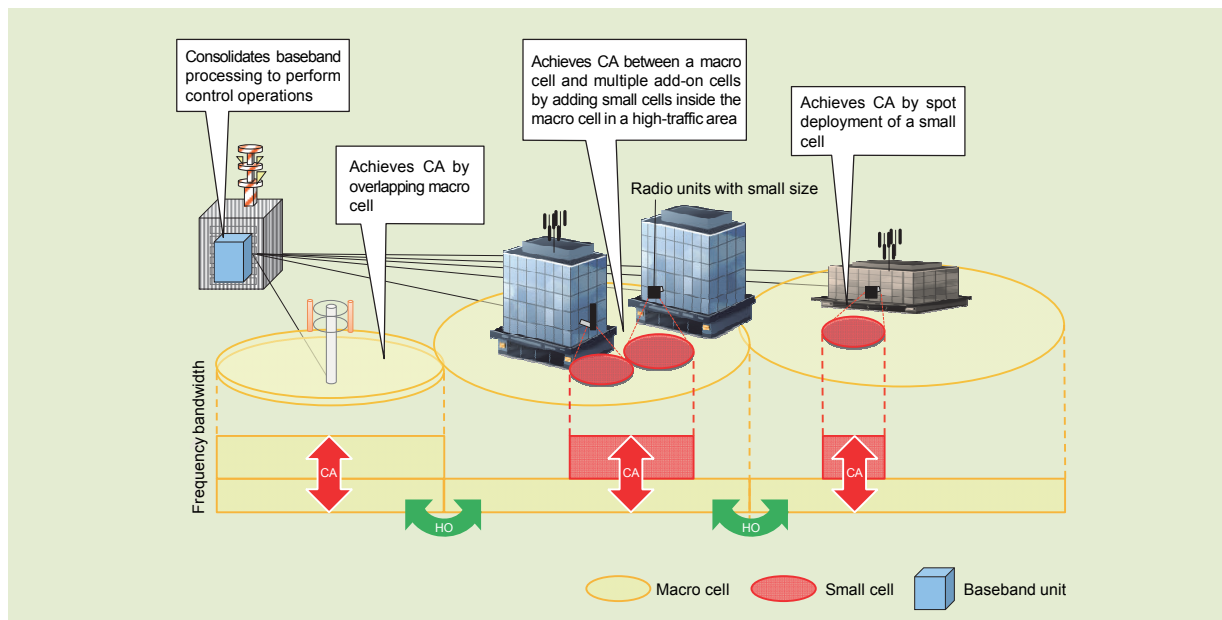 Consolidates baseband
processing to perform
control operations
Achieves CA by
overlapping macro
cell
Achieves CA between a macro
cell and multiple add-on cells
by adding small cells inside the
macro cell in a high-traffic area
Achieves CA by spot
deployment of a small
cell
Radio units with small size
Frequency bandwidth
CA
CA
CA
HO
HO
Macro cell
Small cell
Baseband unit